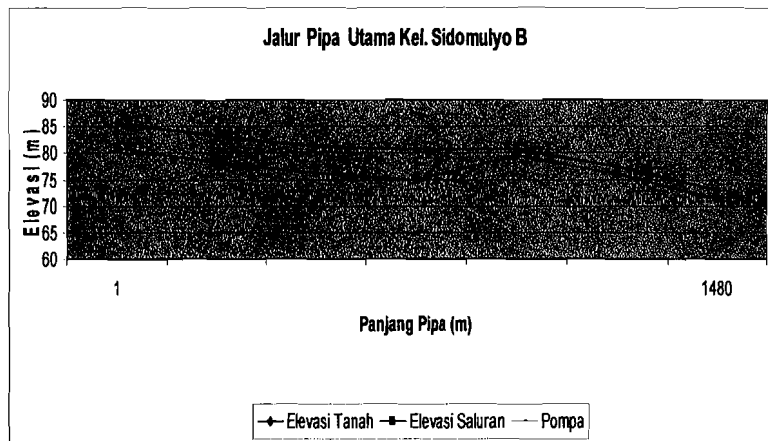 Jalur Pipa Utama Kel. Sidomulyo B
Elevasi (m)
90
85
80
75
70
65
60
1
1480
Panjang Pipa (m)
Elevasi Tanah
Elevasi Saluran
Pompa